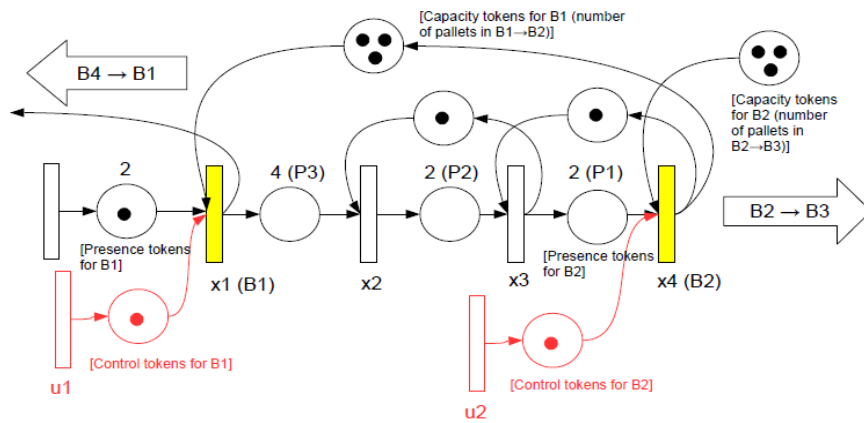 [Capacity tokens for B1 (number
of pallets in B1→B2)]
B4 → B1
[Capacity tokens
for B2 (number
of pallets in
B2→B3)]
2
4 (P3)
2 (P2)
2 (P1)
B2 → B3
[Presence tokens
for B1]
[Presence tokens
for B2]
x1 (B1)
x2
x3
x4 (B2)
[Control tokens for B1]
[Control tokens for B2]
u1
u2